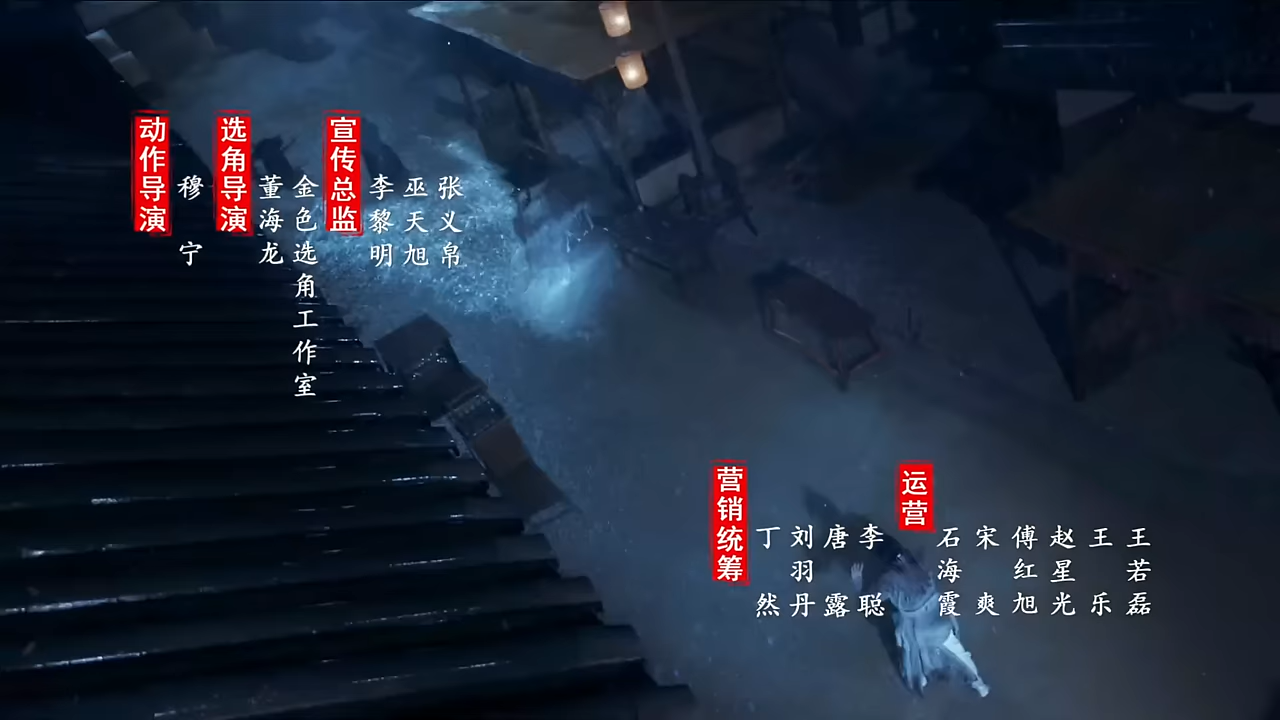 动作导演
穆宁
选角导演
董海龙
金色选角工作室
宣传总监
李黎明
巫天旭
张义帛
营销统筹
丁然
刘羽丹
唐露
李聪
运营
石海霞
宋爽
傅红旭
赵星光
王乐
王若磊